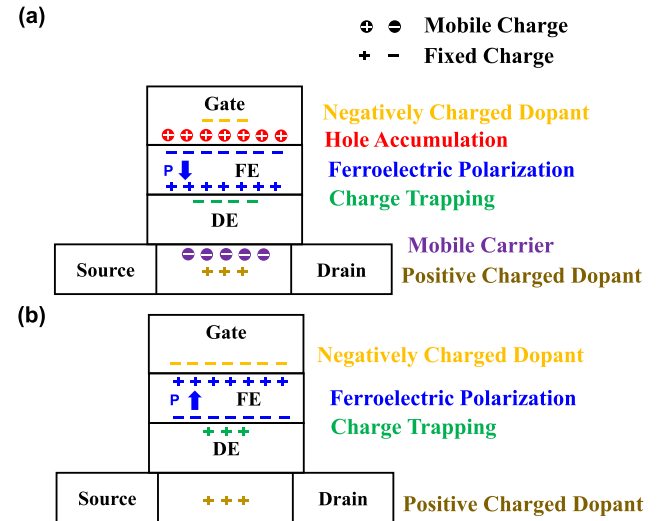 (a)
Mobile Charge
Fixed Charge
Gate
Negatively Charged Dopant
Hole Accumulation
P FE Ferroelectric Polarization
Charge Trapping
DE
Mobile Carrier
Source Drain Positive Charged Dopant
(b)
Gate
Negatively Charged Dopant
P FE Ferroelectric Polarization
Charge Trapping
DE
Source Drain Positive Charged Dopant